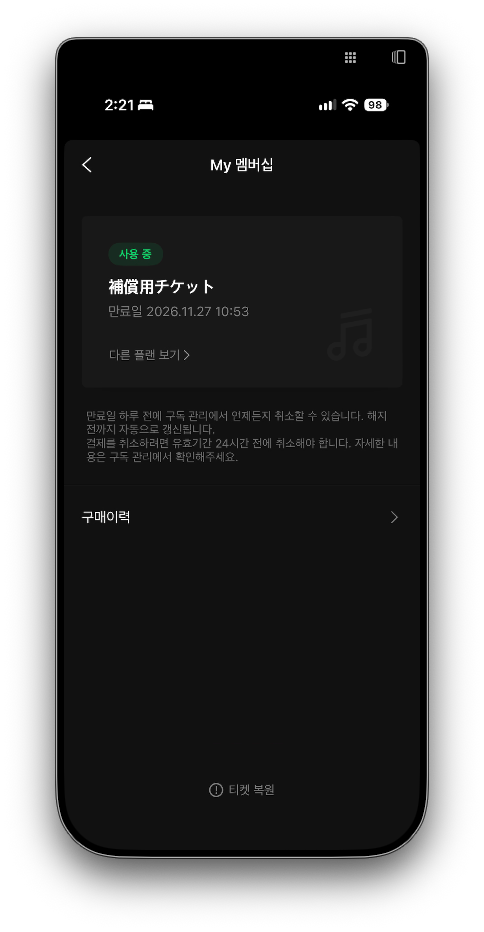 2:21
98
My 멤버십
사용 중
補償用チケット
만료일 2026.11.27 10:53
다른 플랜 보기
만료일 하루 전에 구독 관리에서 언제든지 취소할 수 있습니다. 해지
전까지 자동으로 갱신됩니다.
결제를 취소하려면 유효기간 24시간 전에 취소해야 합니다. 자세한 내
용은 구독 관리에서 확인해주세요.
구매이력
티켓 복원